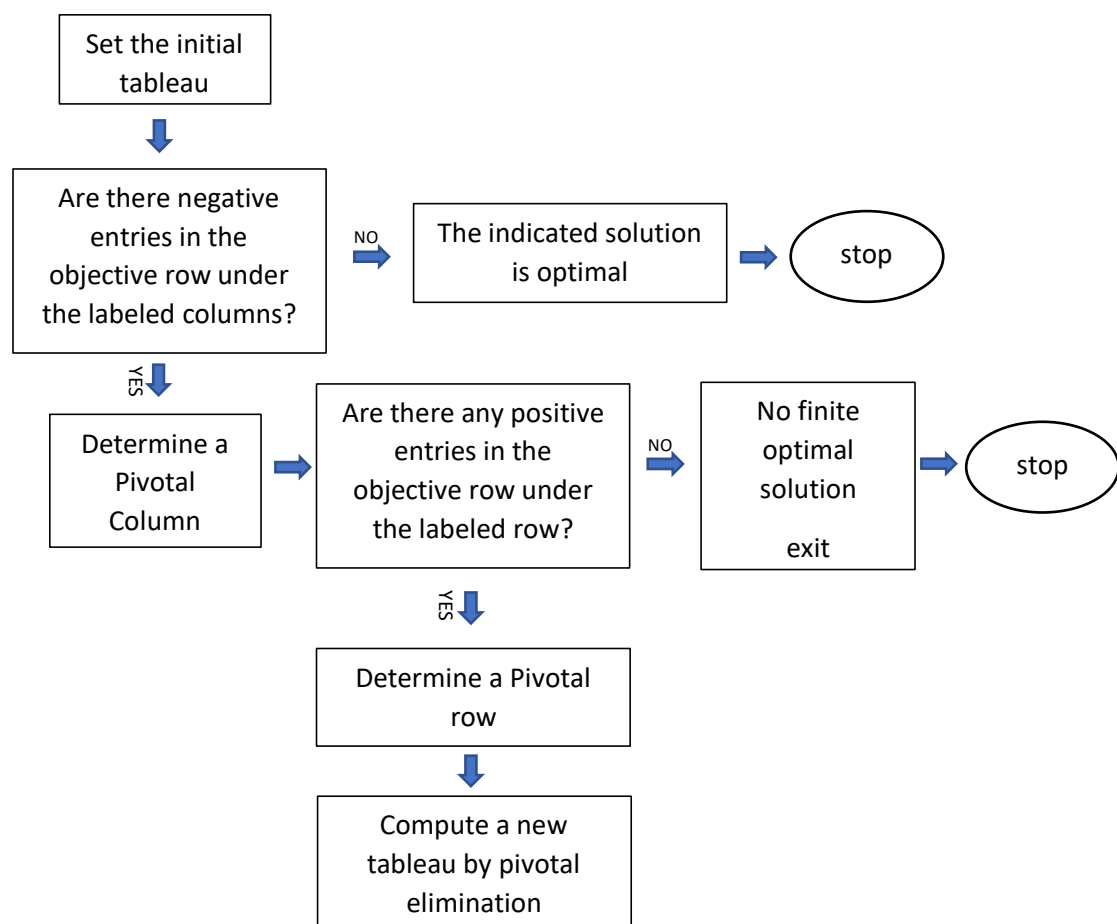 Set the initial
tableau
Are there negative
entries in the
objective row under
the labeled columns?
NO
The indicated solution
is optimal
stop
YES
Determine a
Pivotal
Column
Are there any positive
entries in the
objective row under
the labeled row?
NO
No finite
optimal
solution
exit
stop
YES
Determine a Pivotal
row
Compute a new
tableau by pivotal
elimination